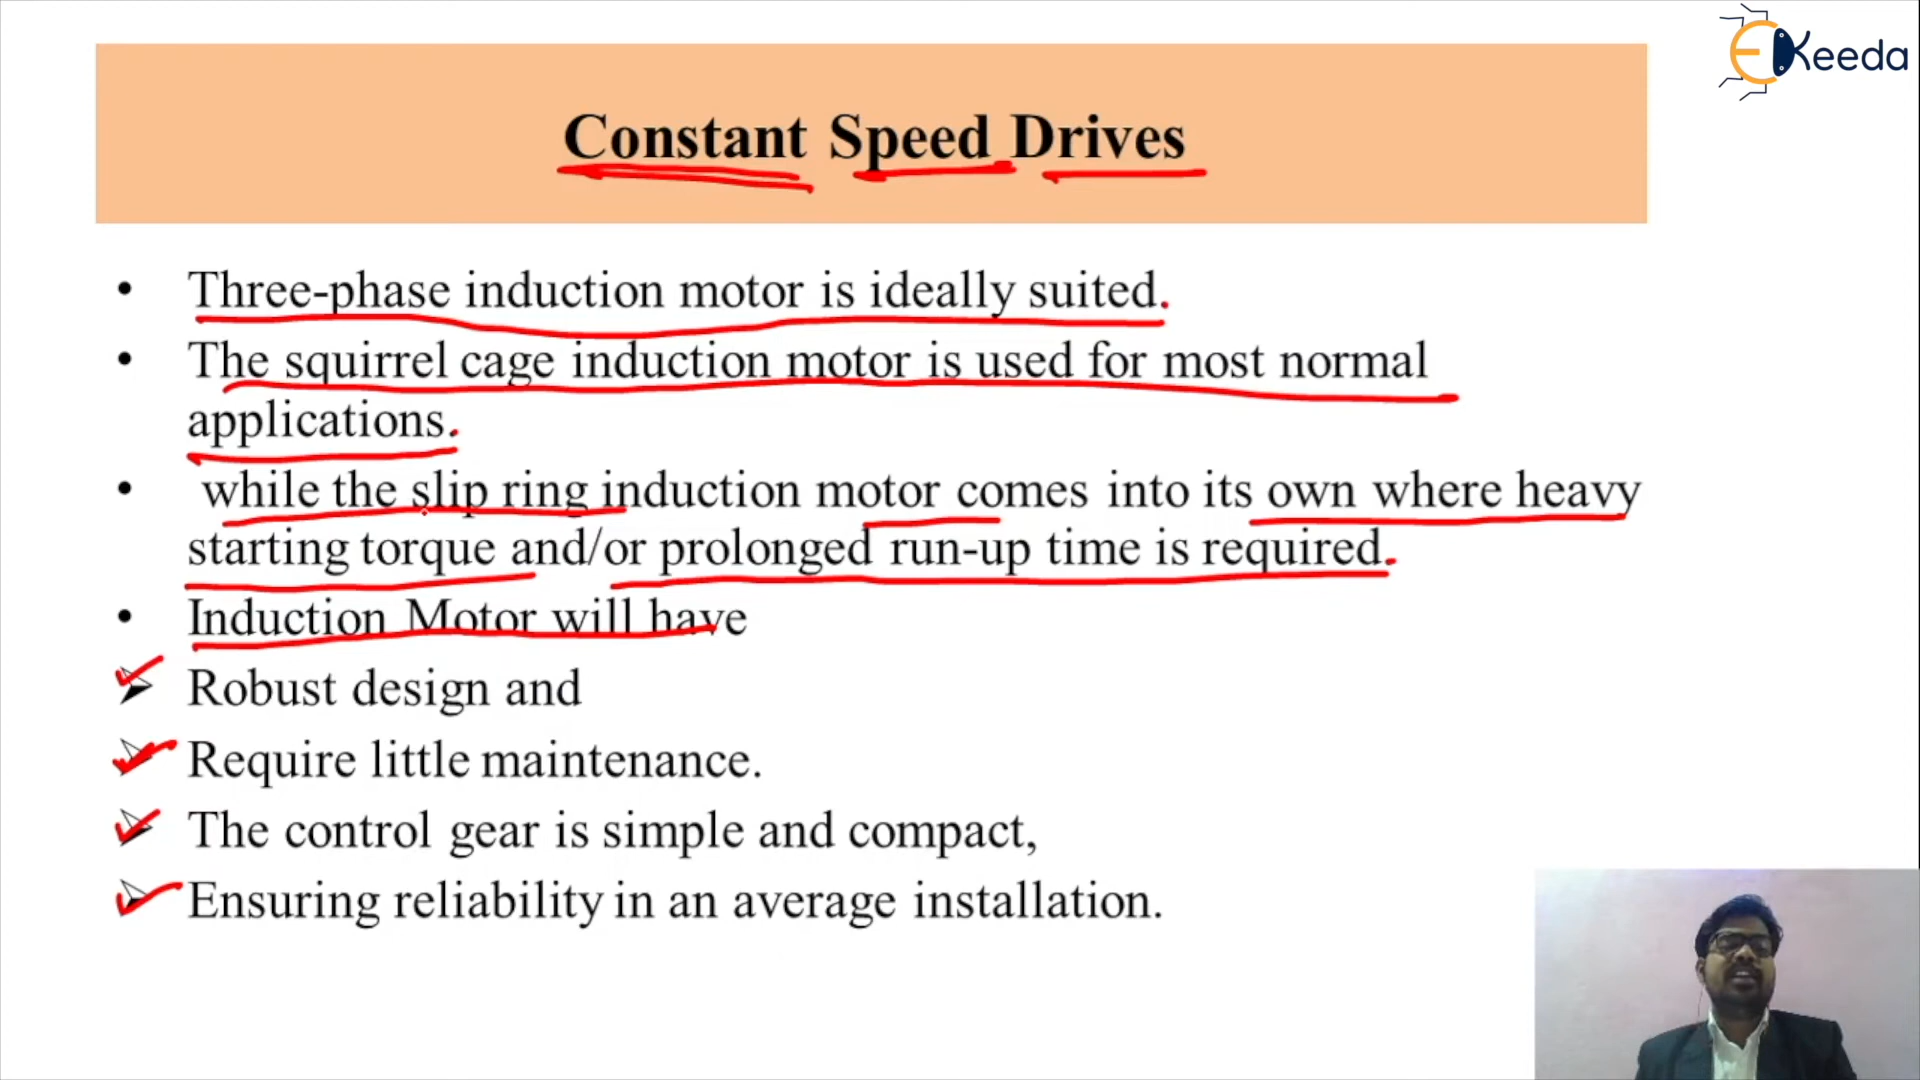 EKeeda
Constant Speed Drives
• Three-phase induction motor is ideally suited.
• The squirrel cage induction motor is used for most normal
applications.
• while the slip ring induction motor comes into its own where heavy
starting torque and/or prolonged run-up time is required.
• Induction Motor will have
➢ Robust design and
➢ Require little maintenance.
➢ The control gear is simple and compact,
➢ Ensuring reliability in an average installation.